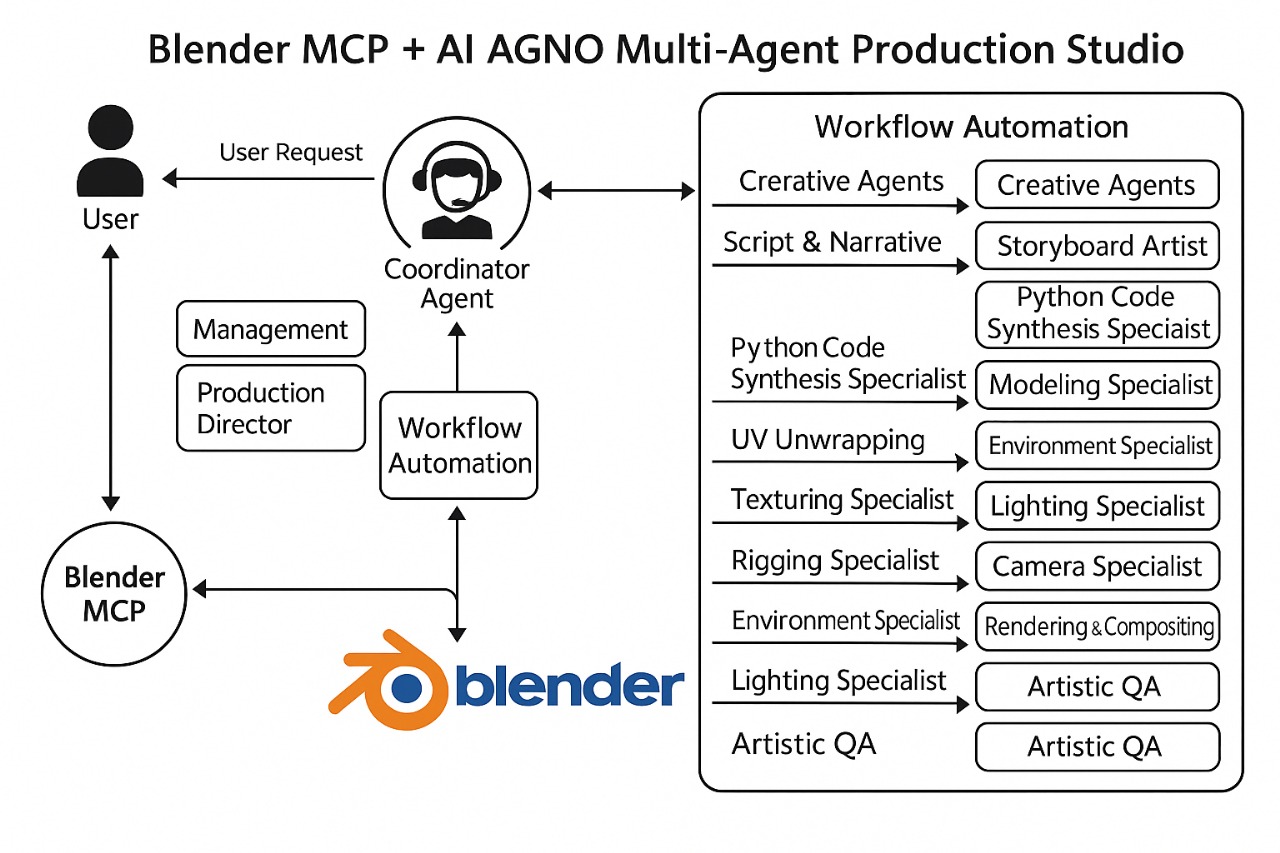 Blender MCP + AI AGNO Multi-Agent Production Studio
User Request
User
Coordinator
Agent
Management
Production
Director
Workflow
Automation
Blender
MCP
blender
Workflow Automation
Crerative Agents
Creative Agents
Script & Narrative
Storyboard Artist
Python Code
Synthesis Speciaist
Python Code
Synthesis Specrialist
Modeling Specialist
UV Unwrapping
Environment Specialist
Texturing Specialist
Lighting Specialist
Rigging Specialist
Camera Specialist
Environment Specialist
Rendering & Compositing
Lighting Specialist
Artistic QA
Artistic QA
Artistic QA